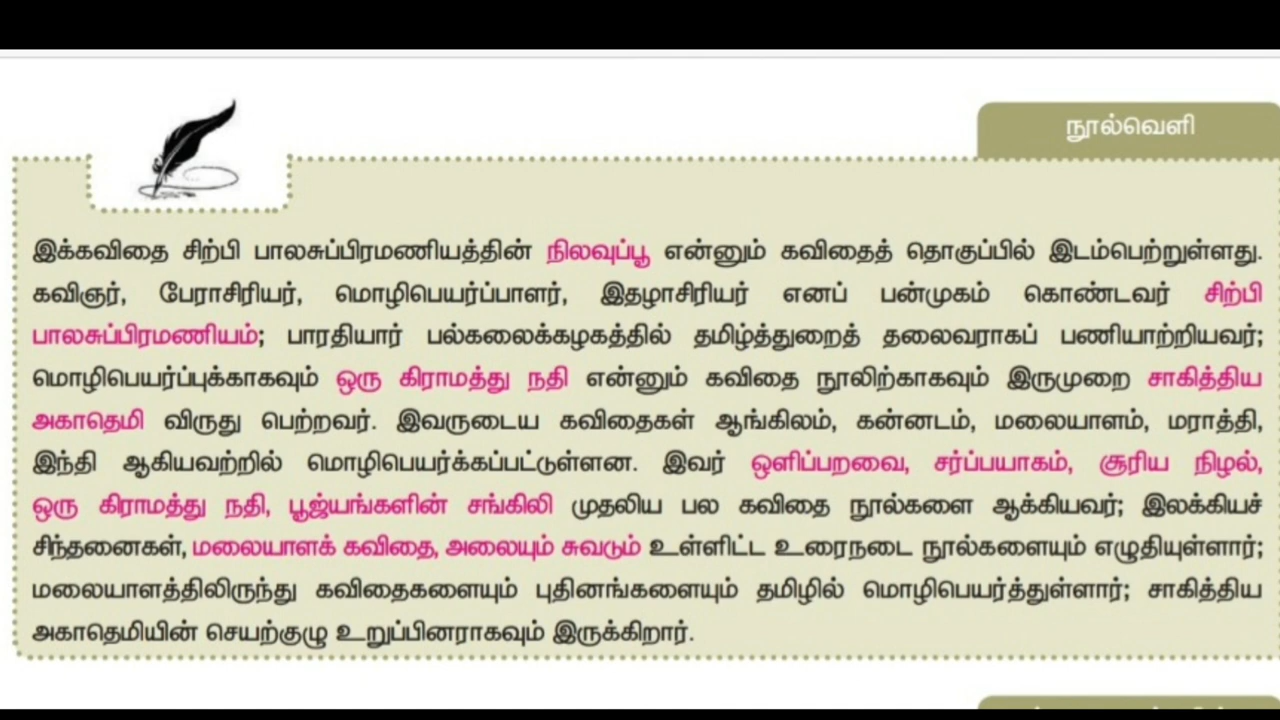 நூல்வெளி
இக்கவிதை சிற்பி பாலசுப்பிரமணியத்தின் நிலவுப்பூ என்னும் கவிதைத் தொகுப்பில் இடம்பெற்றுள்ளது.
கவிஞர், பேராசிரியர், மொழிபெயர்ப்பாளர், இதழாசிரியர் எனப் பன்முகம் கொண்டவர் சிற்பி
பாலசுப்பிரமணியம்; பாரதியார் பல்கலைக்கழகத்தில் தமிழ்த்துறைத் தலைவராகப் பணியாற்றியவர்;
மொழிபெயர்ப்புக்காகவும் ஒரு கிராமத்து நதி என்னும் கவிதை நூலிற்காகவும் இருமுறை சாகித்திய
அகாதெமி விருது பெற்றவர். இவருடைய கவிதைகள் ஆங்கிலம், கன்னடம், மலையாளம், மராத்தி,
இந்தி ஆகியவற்றில் மொழிபெயர்க்கப்பட்டுள்ளன. இவர் ஒளிப்பறவை, சர்ப்பயாகம், சூரிய நிழல்,
ஒரு கிராமத்து நதி, பூஜ்யங்களின் சங்கிலி முதலிய பல கவிதை நூல்களை ஆக்கியவர்; இலக்கியச்
சிந்தனைகள், மலையாளக் கவிதை, அலையும் சுவடும் உள்ளிட்ட உரைநடை நூல்களையும் எழுதியுள்ளார்;
மலையாளத்திலிருந்து கவிதைகளையும் புதினங்களையும் தமிழில் மொழிபெயர்த்துள்ளார்; சாகித்திய
அகாதெமியின் செயற்குழு உறுப்பினராகவும் இருக்கிறார்.